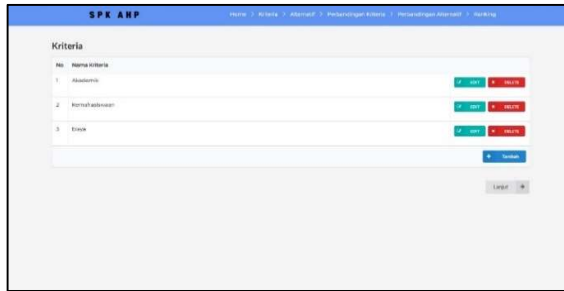 SPK AHP
Home > Kriteria > Alternatif > Perbandingan Kriteria > Perbandingan Alternatif > Ranking
Kriteria
No Nama Kriteria
1 Akademik EDIT DELETE
2 Kemahasiswaan EDIT DELETE
3 EDIT DELETE
Tambah
Lanjut